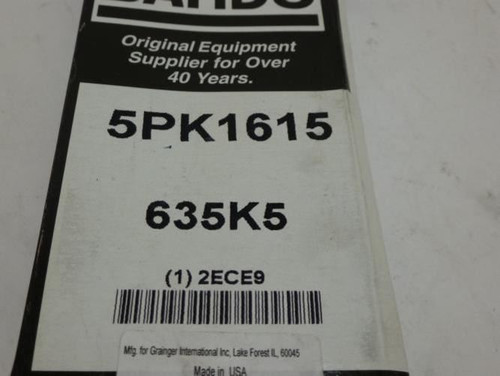 BANDO
Original Equipment
Supplier for Over
40 Years.
5PK1615
635K5
(1) 2ECE9
Mfg. for Grainger International Inc, Lake Forest IL, 60045
Made in USA